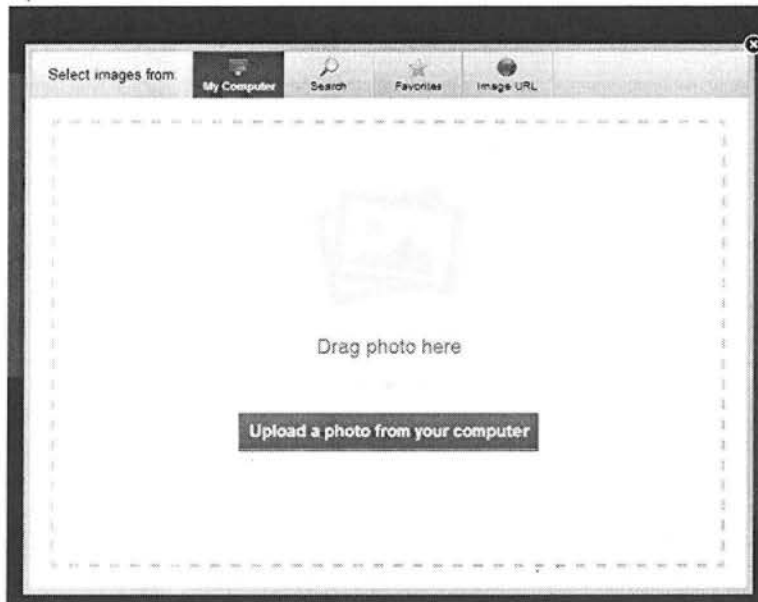 Select images from: My Computer Search Favorites Image URL
Drag photo here
Upload a photo from your computer